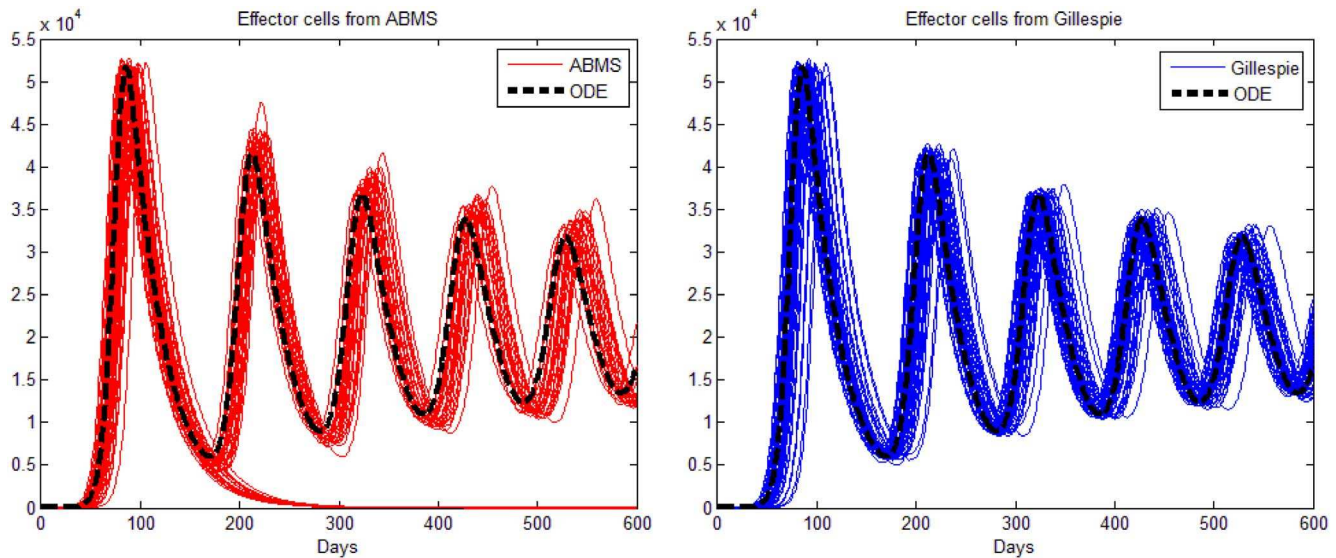 Effector cells from ABMS
x 10^4
5.5
5
4.5
4
3.5
3
2.5
2
1.5
1
0.5
0
0 100 200 300 400 500 600
Days
ABMS
ODE
Effector cells from Gillespie
x 10^4
5.5
5
4.5
4
3.5
3
2.5
2
1.5
1
0.5
0
0 100 200 300 400 500 600
Days
Gillespie
ODE